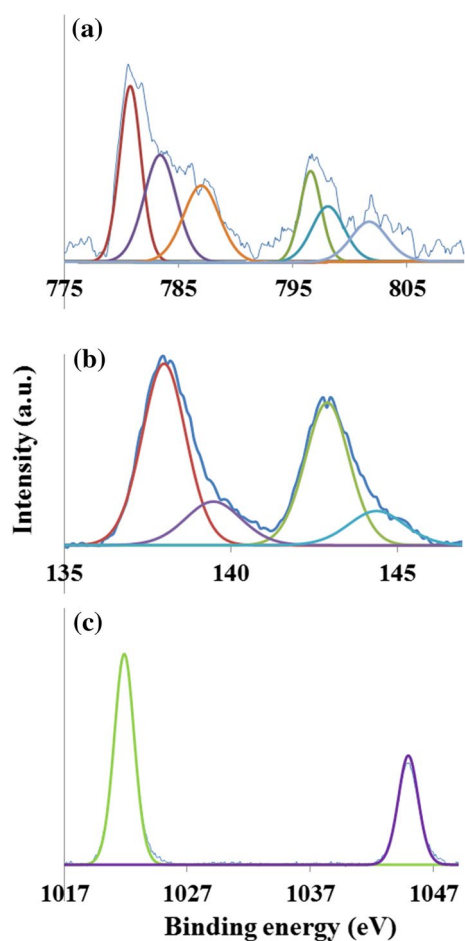 (a)
775 785 795 805
(b)
Intensity (a.u.)
135 140 145
(c)
1017 1027 1037 1047
Binding energy (eV)